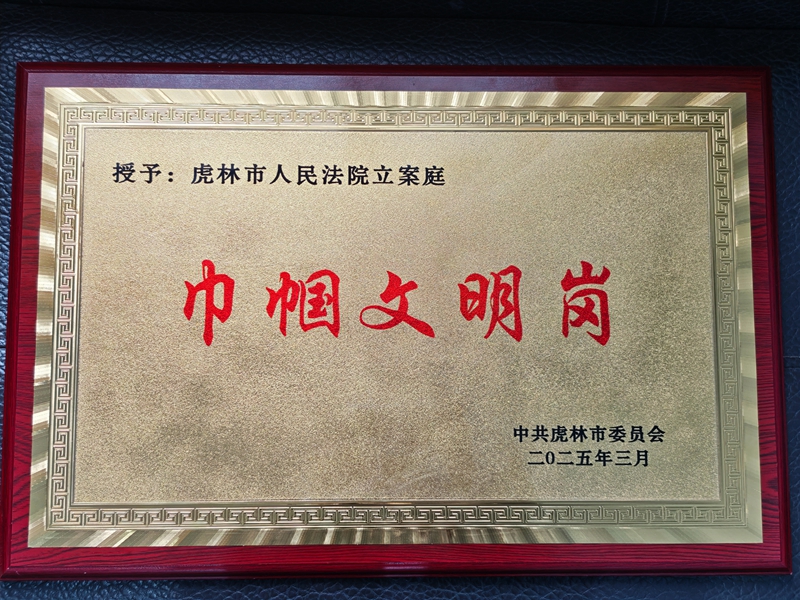 授予：虎林市人民法院立案庭
巾帼文明岗
中共虎林市委员会
二0二五年三月